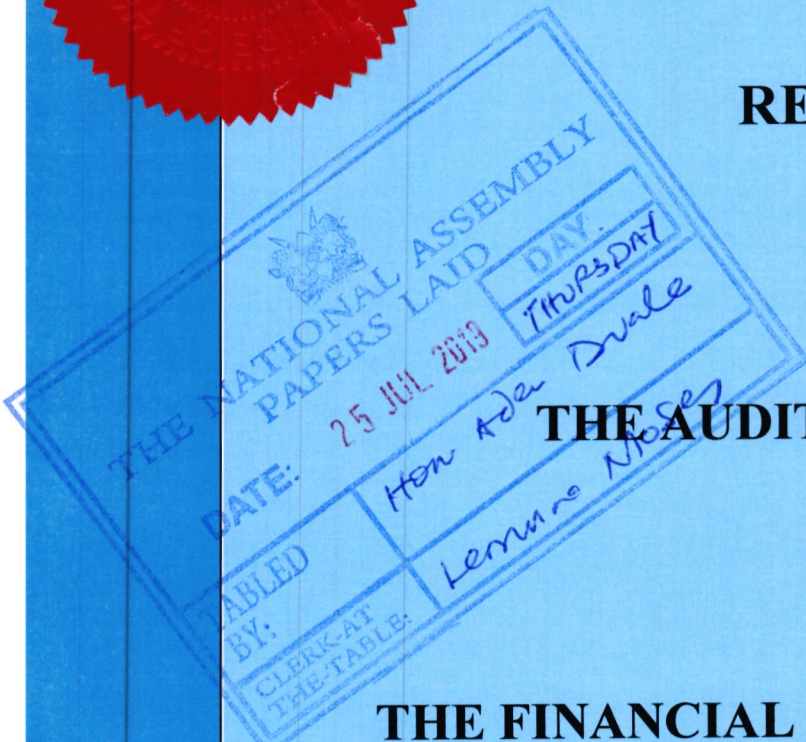 RE
THE NATIONAL ASSEMBLY
PAPERS LAID
DATE: 25 JUL 2019
DAY.
THURSDAY
TABLED BY:
Hon Aden Duale
CLERK-AT THE-TABLE:
Moses
THE AUDIT
THE FINANCIAL